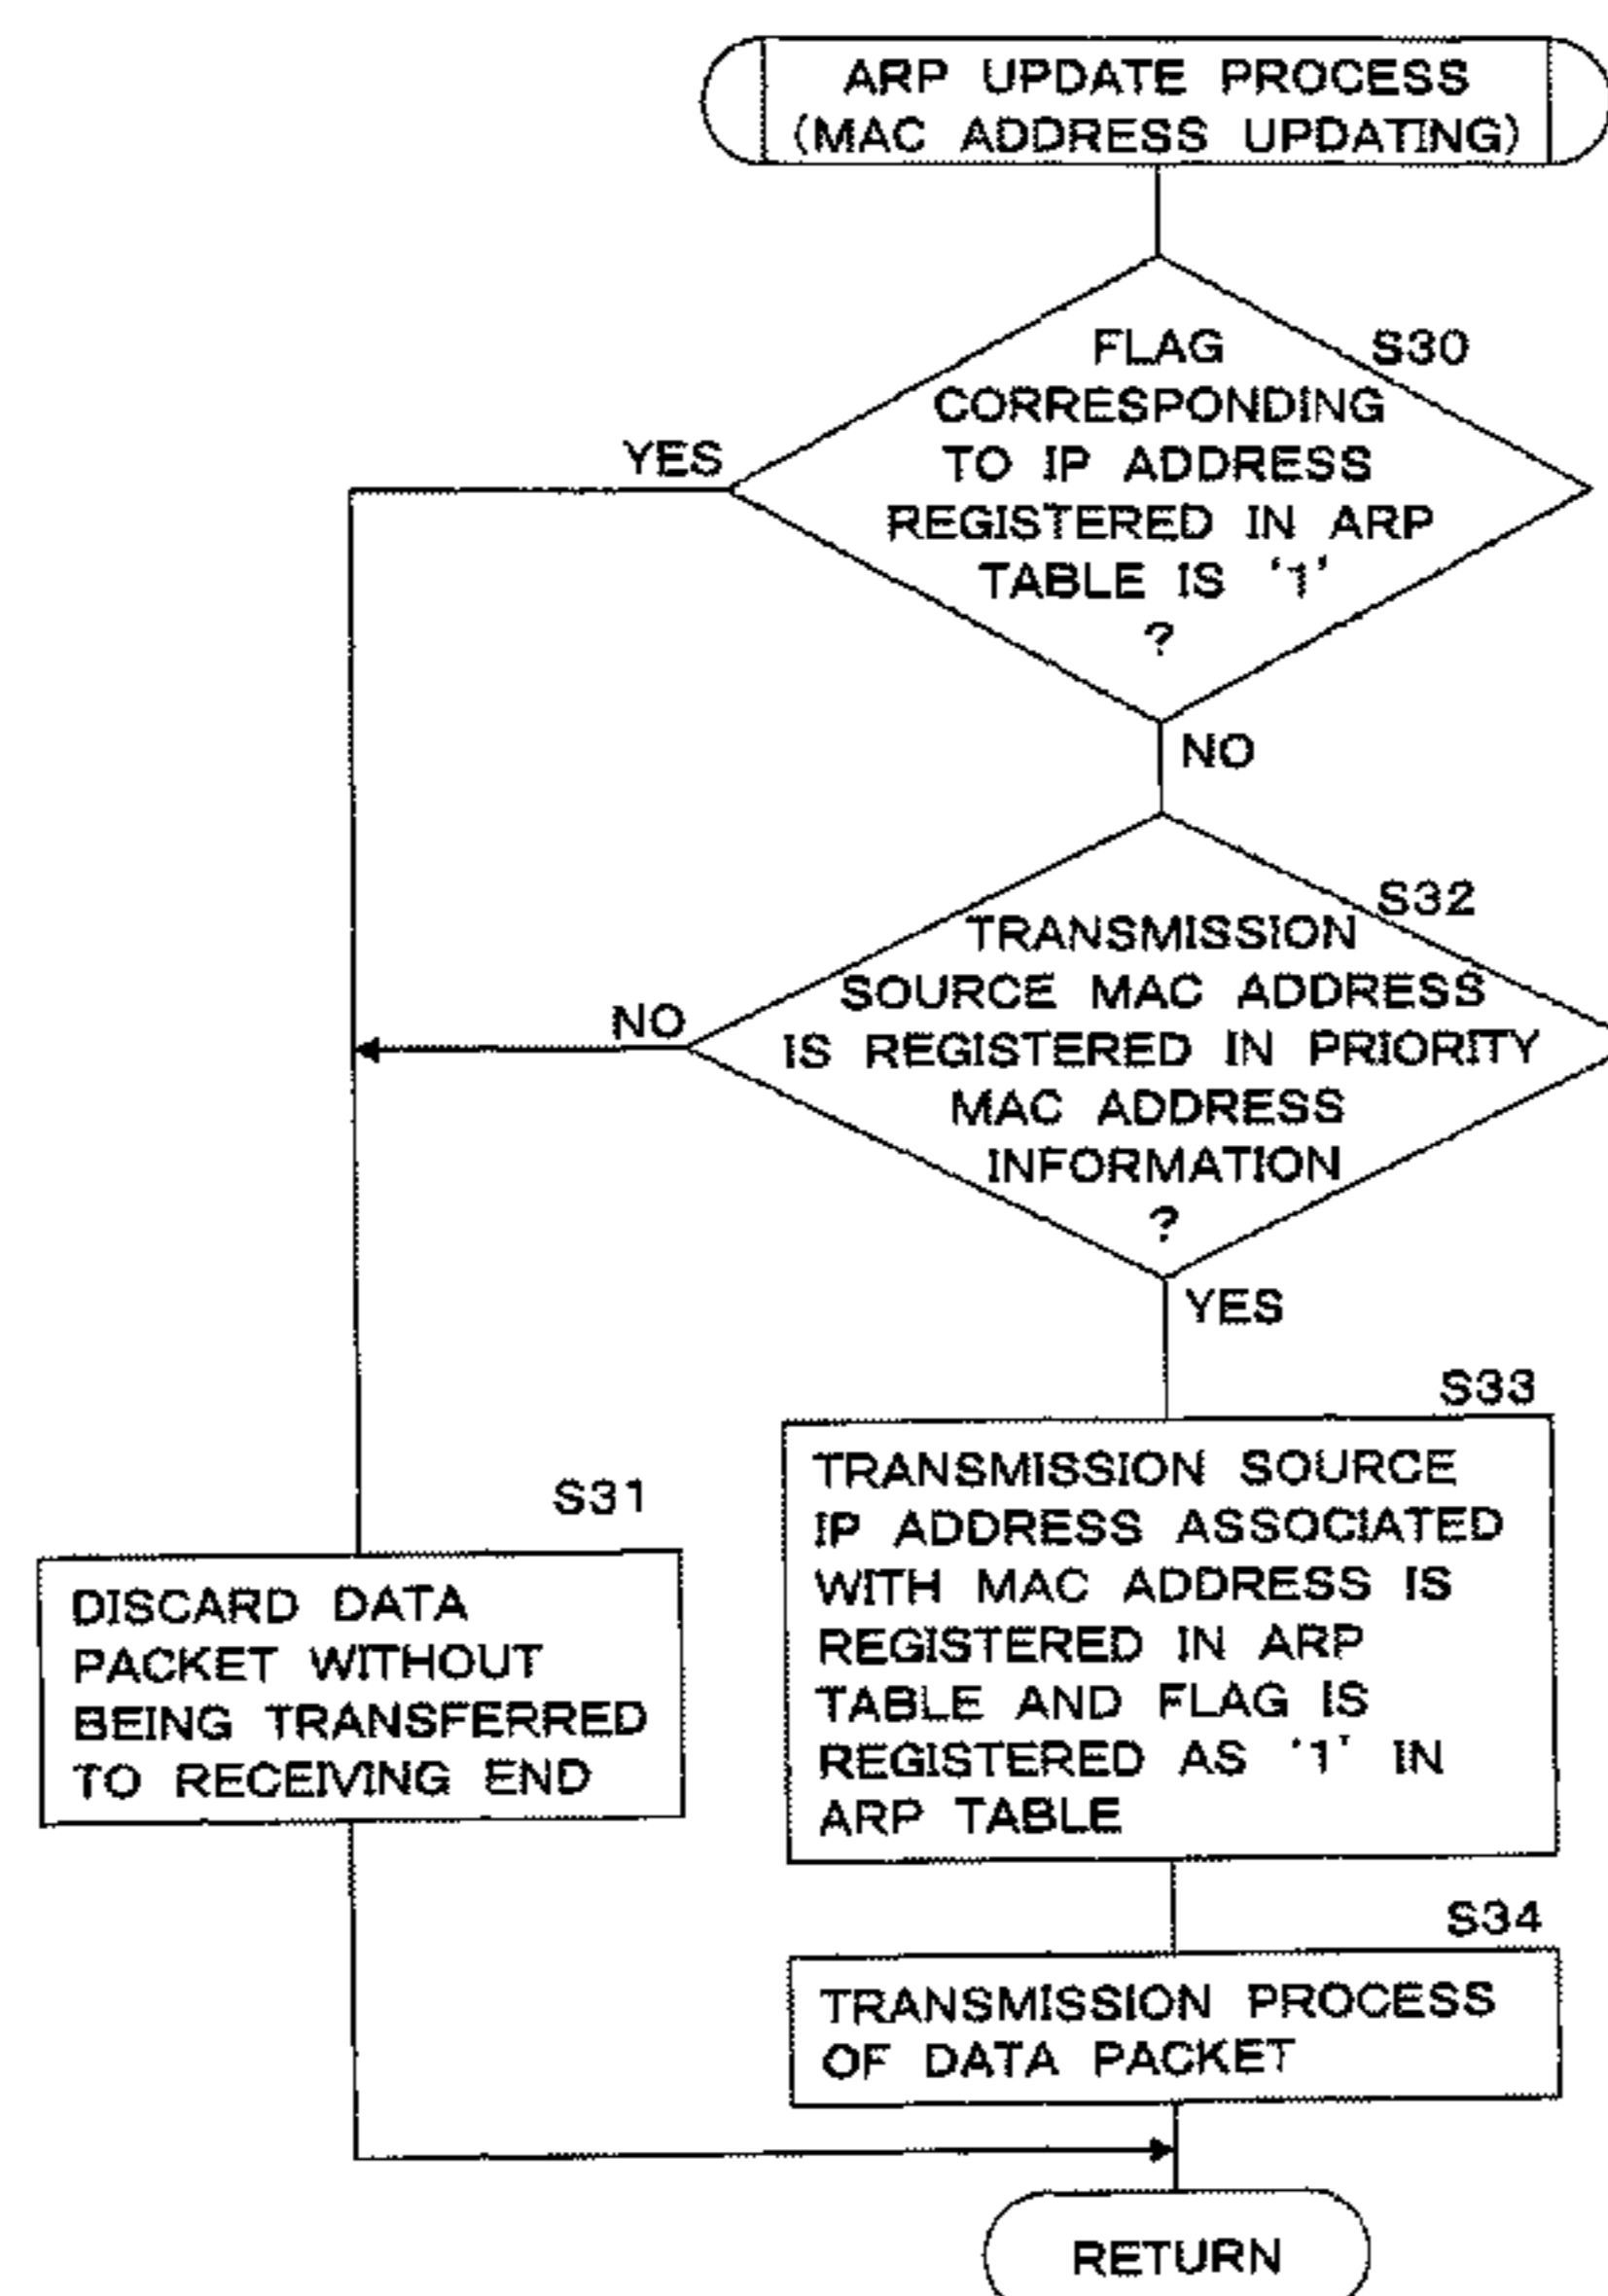 ARP UPDATE PROCESS
(MAC ADDRESS UPDATING)
S30
FLAG
CORRESPONDING
TO IP ADDRESS
REGISTERED IN ARP
TABLE IS '1'
?
YES
NO
S32
TRANSMISSION
SOURCE MAC ADDRESS
IS REGISTERED IN PRIORITY
MAC ADDRESS
INFORMATION
?
NO
YES
S33
TRANSMISSION SOURCE
IP ADDRESS ASSOCIATED
WITH MAC ADDRESS IS
REGISTERED IN ARP
TABLE AND FLAG IS
REGISTERED AS '1' IN
ARP TABLE
S31
DISCARD DATA
PACKET WITHOUT
BEING TRANSFERRED
TO RECEIVING END
S34
TRANSMISSION PROCESS
OF DATA PACKET
RETURN